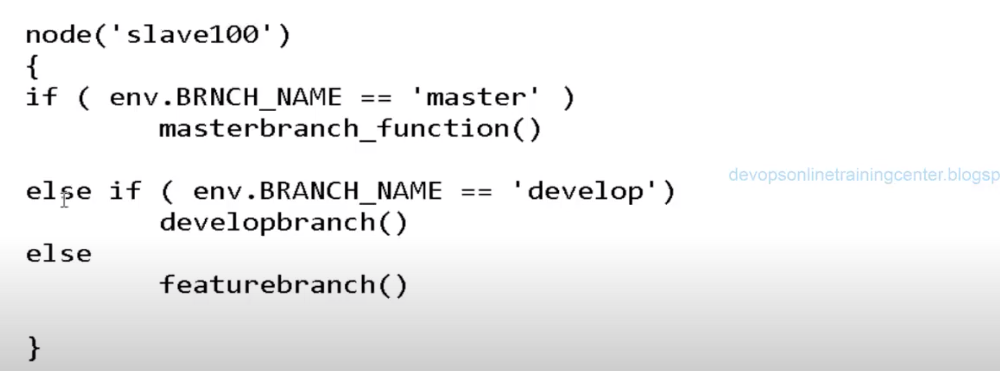 node('slave100')
{
if ( env.BRNCH_NAME == 'master' )
masterbranch_function()
else if ( env.BRANCH_NAME == 'develop')
devopsonlinetrainingcenter.blogsp
developbranch()
else
featurebranch()
}